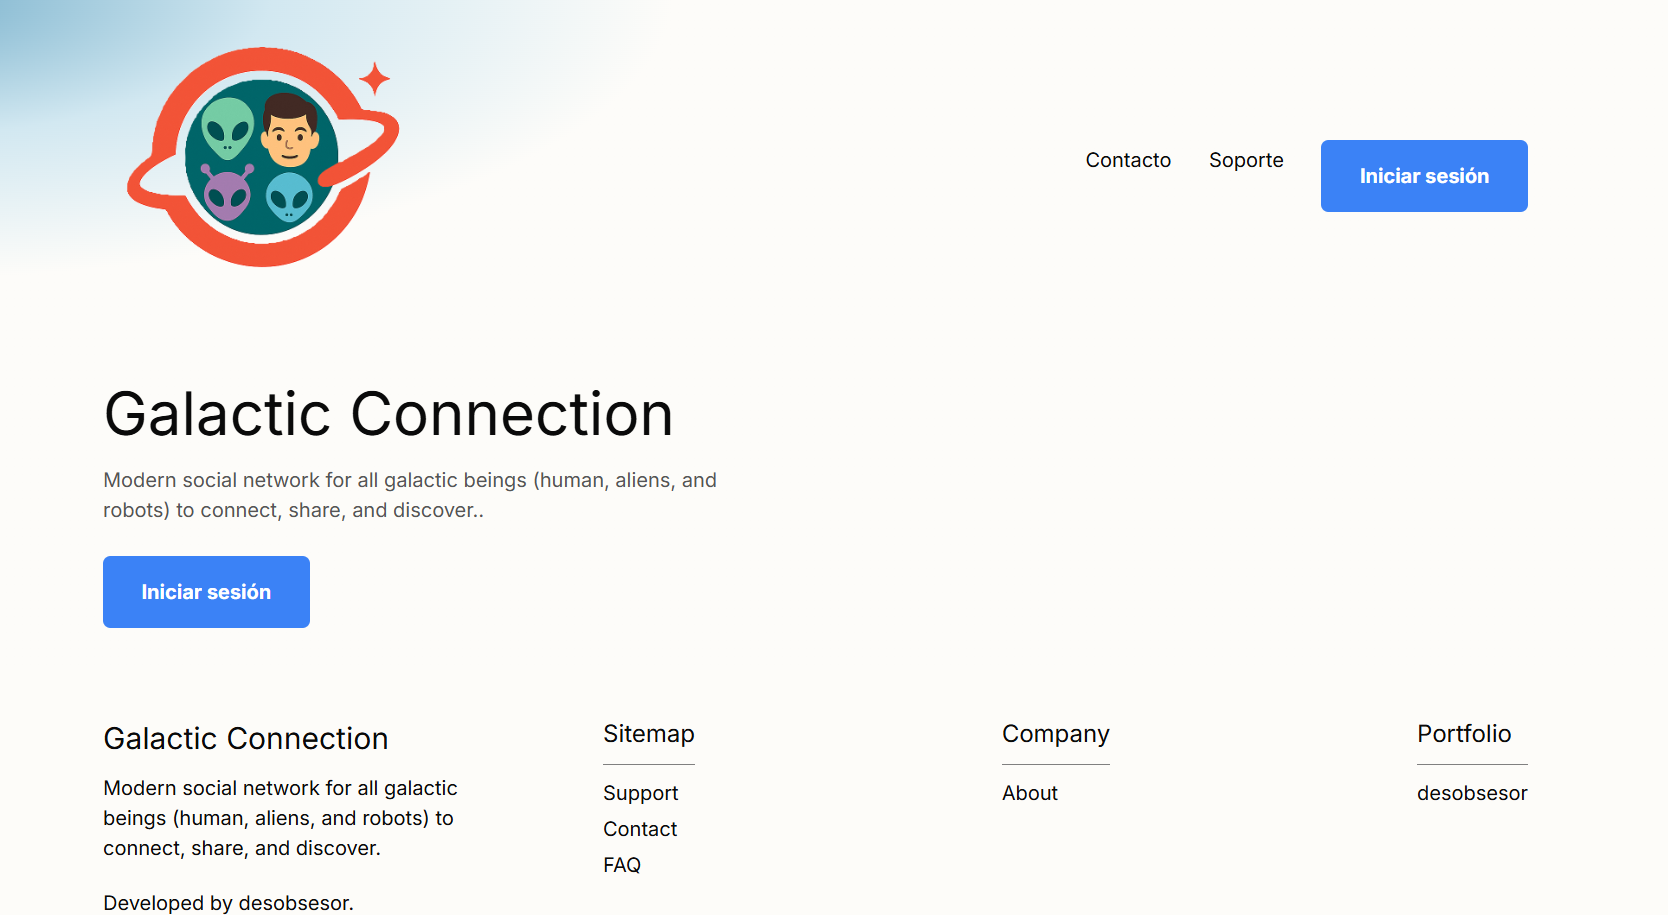 Contacto
Soporte
Iniciar sesión
Galactic Connection
Modern social network for all galactic beings (human, aliens, and
robots) to connect, share, and discover..
Iniciar sesión
Galactic Connection
Modern social network for all galactic
beings (human, aliens, and robots) to
connect, share, and discover.
Developed by desobsesor.
Sitemap
Support
Contact
FAQ
Company
About
Portfolio
desobsesor